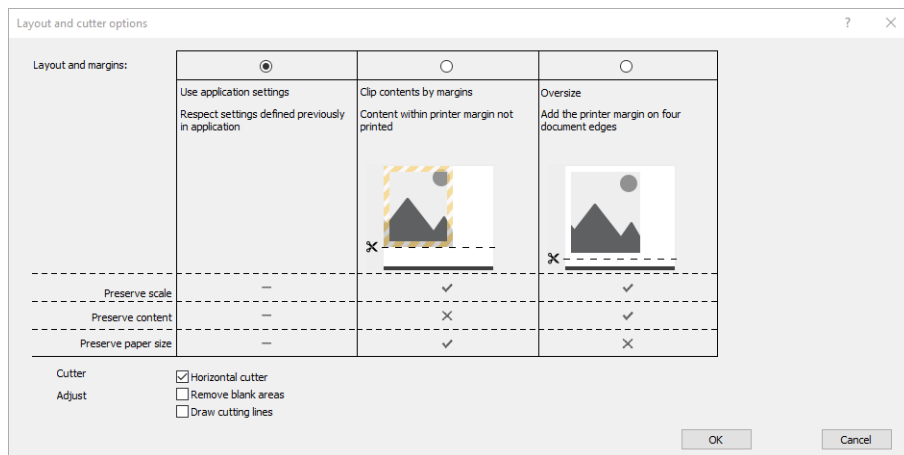 Layout and cutter options
Layout and margins:
Use application settings
Respect settings defined previously
in application
Clip contents by margins
Content within printer margin not
printed
Oversize
Add the printer margin on four
document edges
Preserve scale
Preserve content
Preserve paper size
Cutter
Horizontal cutter
Adjust
Remove blank areas
Draw cutting lines
OK
Cancel